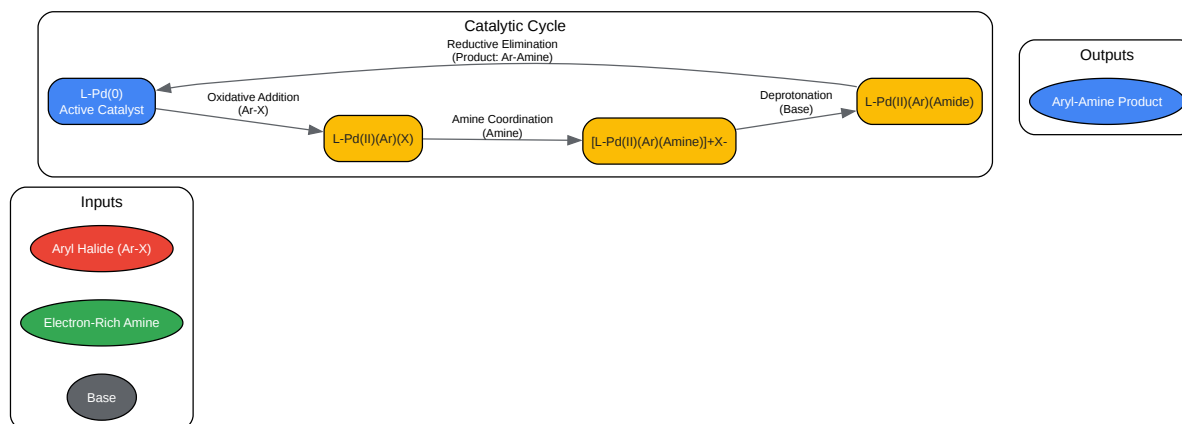 Catalytic Cycle
Reductive Elimination
(Product: Ar-Amine)
L-Pd(0)
Active Catalyst
Oxidative Addition
(Ar-X)
L-Pd(II)(Ar)(X)
Amine Coordination
(Amine)
[L-Pd(II)(Ar)(Amine)]+X-
Deprotonation
(Base)
L-Pd(II)(Ar)(Amide)
Outputs
Aryl-Amine Product
Inputs
Aryl Halide (Ar-X)
Electron-Rich Amine
Base